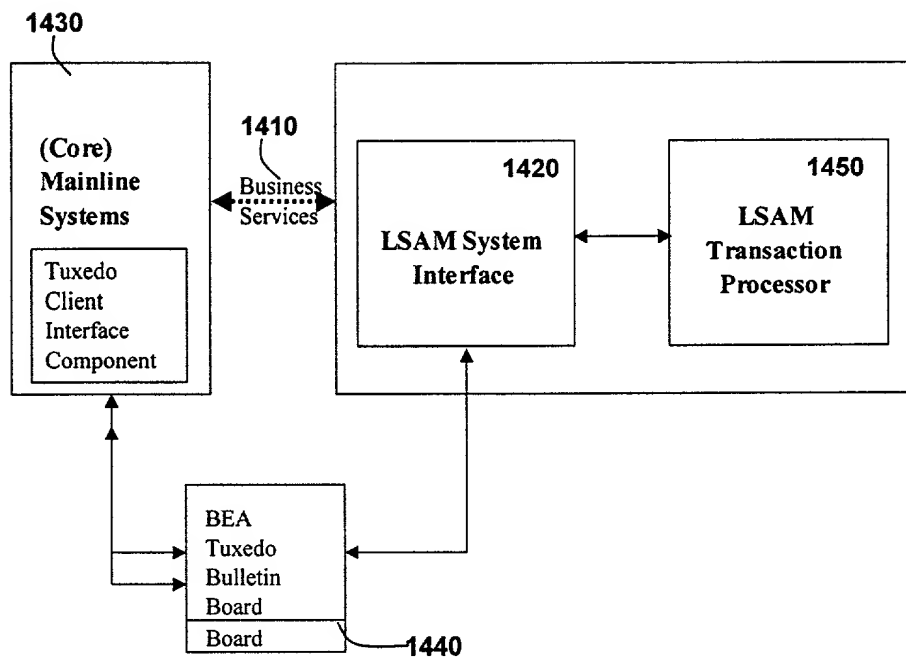 1430
(Core)
Mainline
Systems
Tuxedo
Client
Interface
Component
1410
Business
Services
1420
LSAM System
Interface
1450
LSAM
Transaction
Processor
BEA
Tuxedo
Bulletin
Board
Board
1440